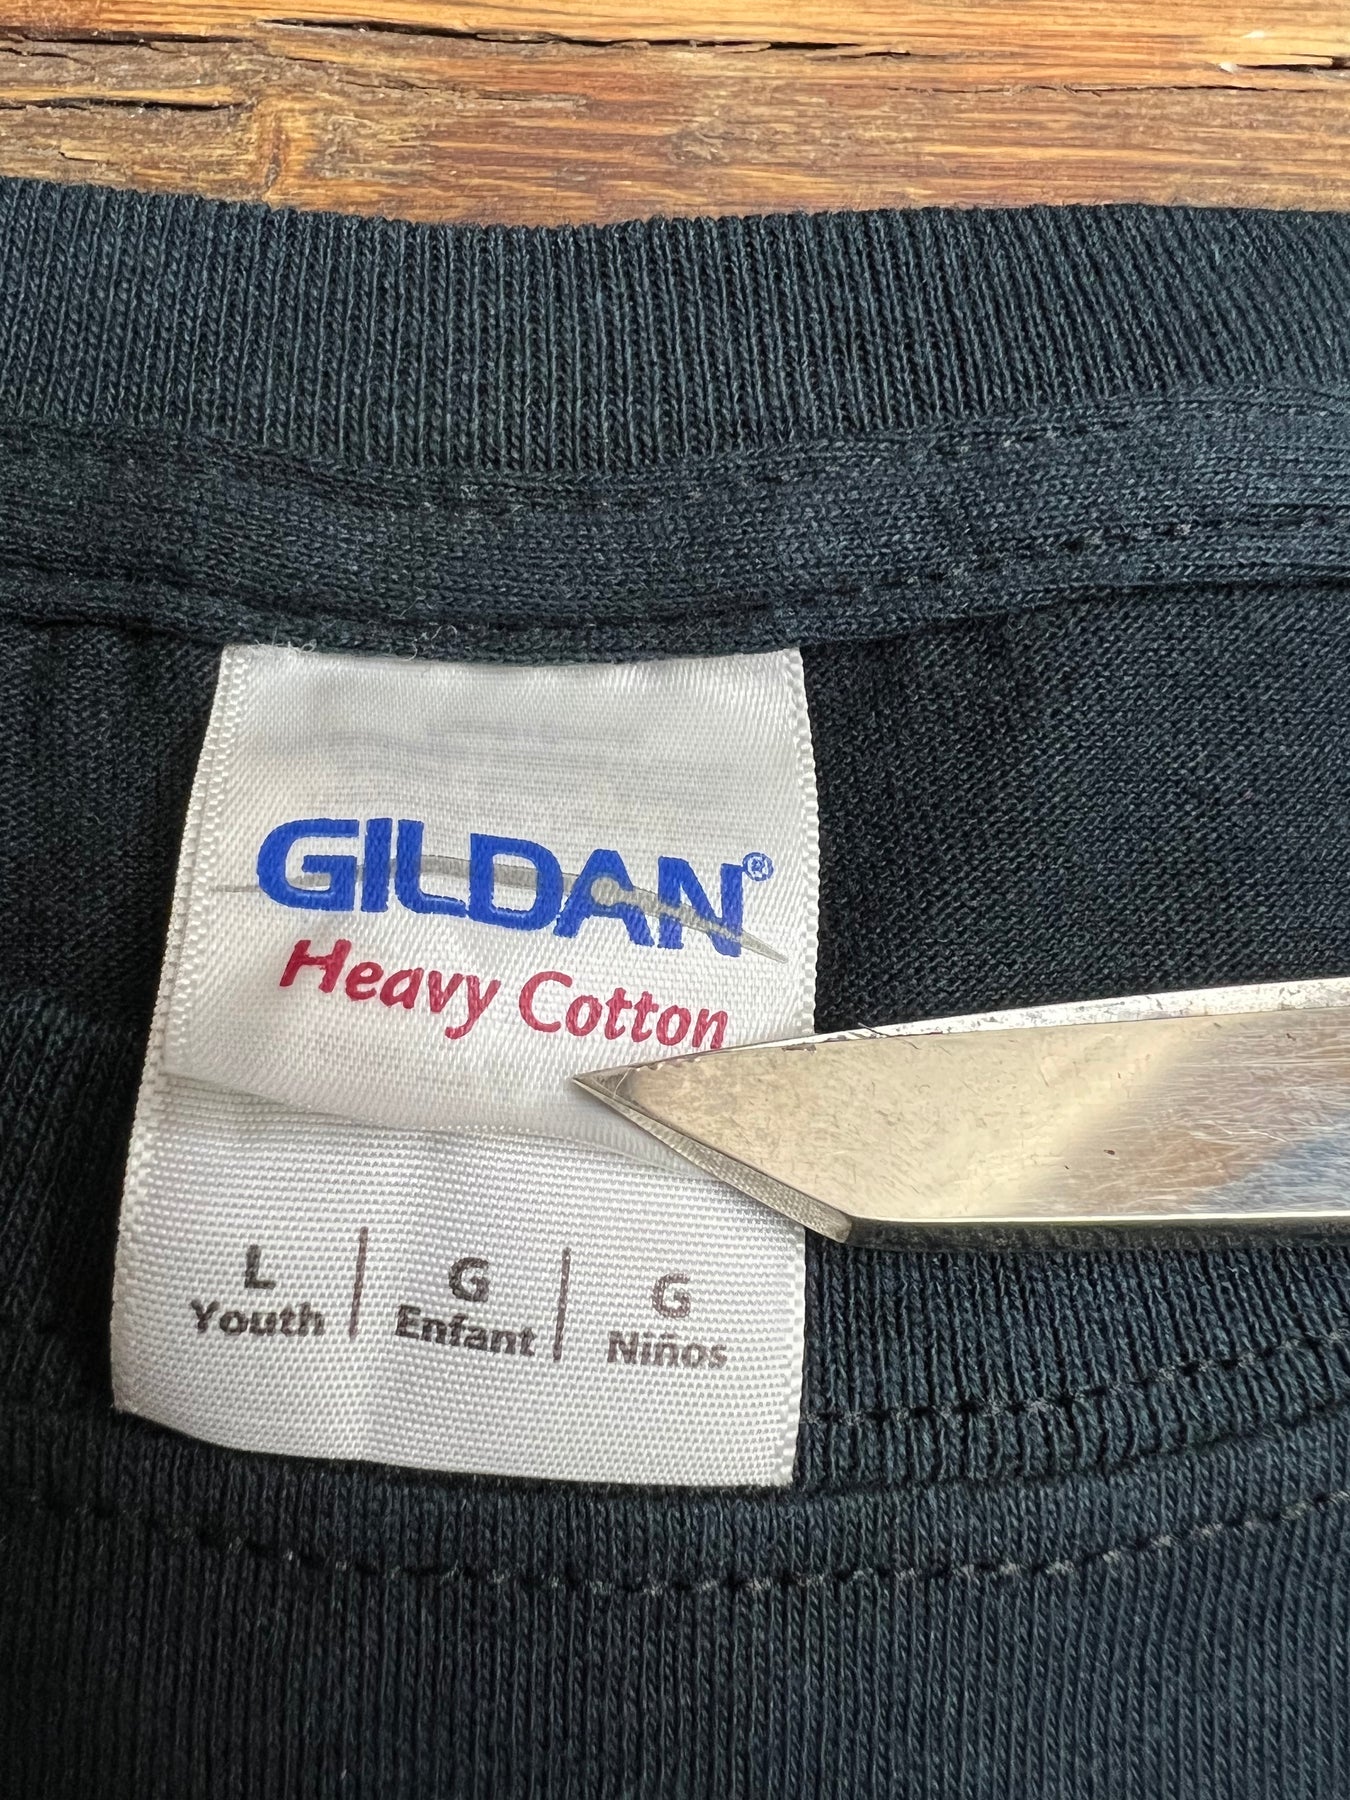 GILDAN®
Heavy Cotton
L | G | G
Youth | Enfant | Niños